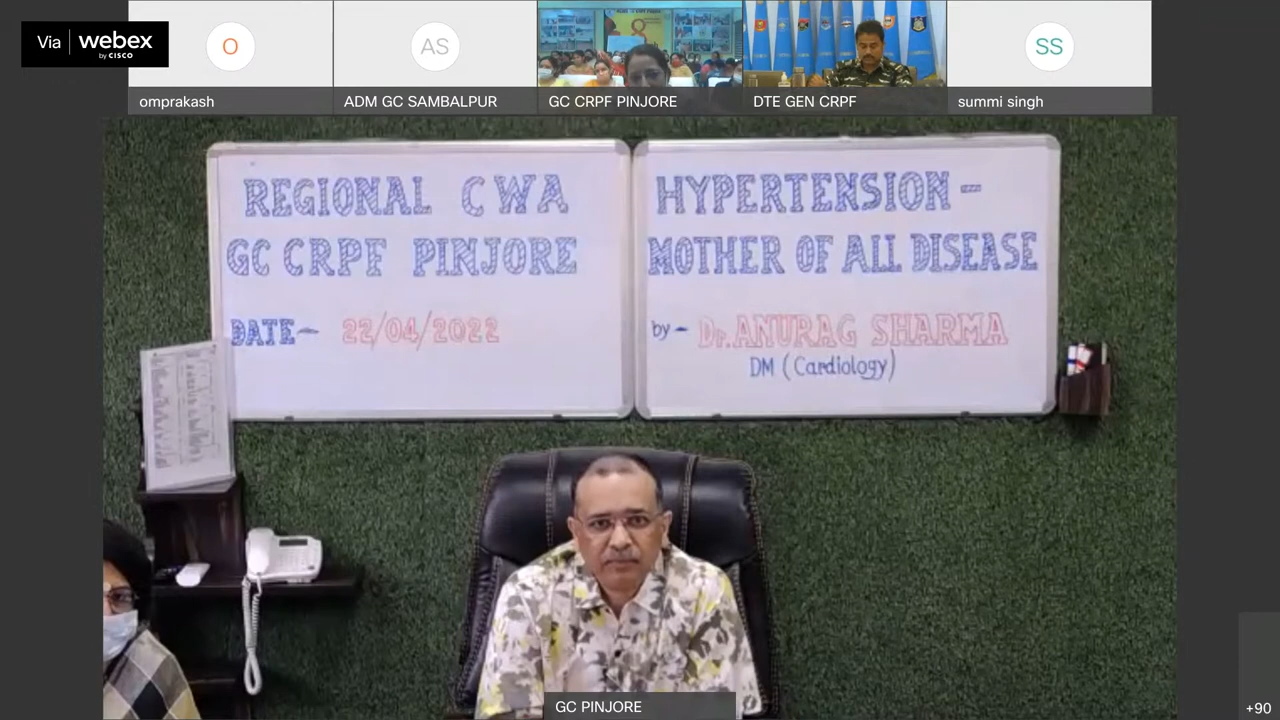 Via webex
by cisco
O
AS
SS
omprakash
ADM GC SAMBALPUR
GC CRPF PINJORE
DTE GEN CRPF
summi singh
REGIONAL CWA
GC CRPF PINJORE
DATE- 22/04/2022
HYPERTENSION-
MOTHER OF ALL DISEASE
by- Dr. ANURAG SHARMA
DM (Cardiology)
GC PINJORE
+90